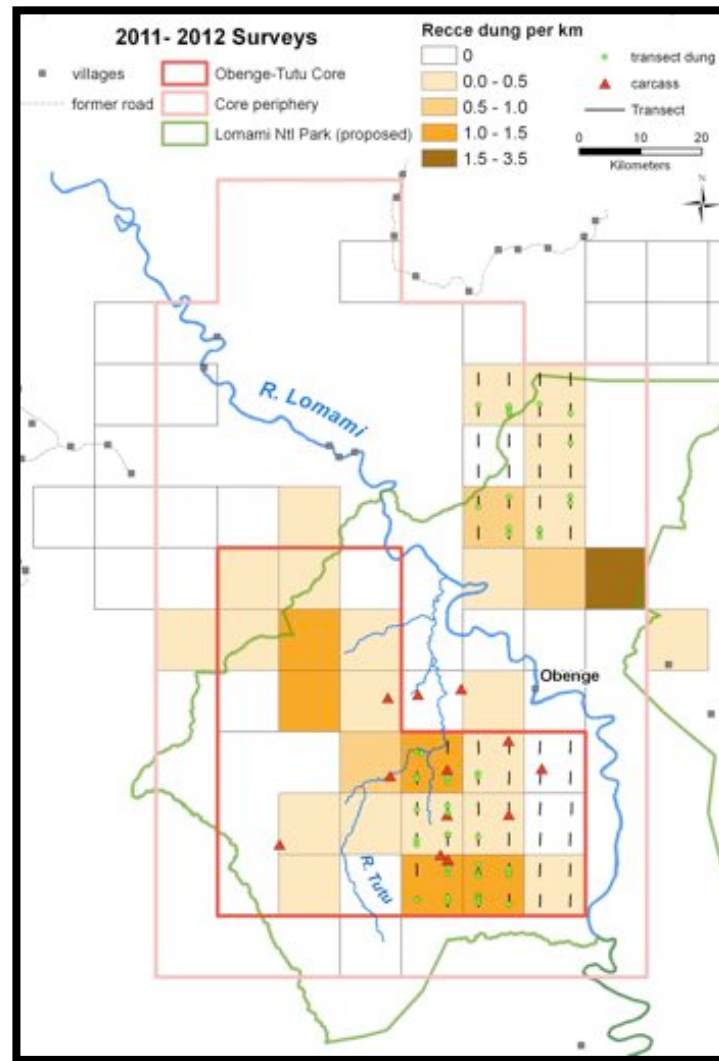 2011- 2012 Surveys
villages
former road
Obenge-Tutu Core
Core periphery
Lomami Ntl Park (proposed)
Recce dung per km
0
0.0 - 0.5
0.5 - 1.0
1.0 - 1.5
1.5 - 3.5
transect dung
carcass
Transect
0 10 20
Kilometers
N
R. Lomami
Obenge
R. Tutu